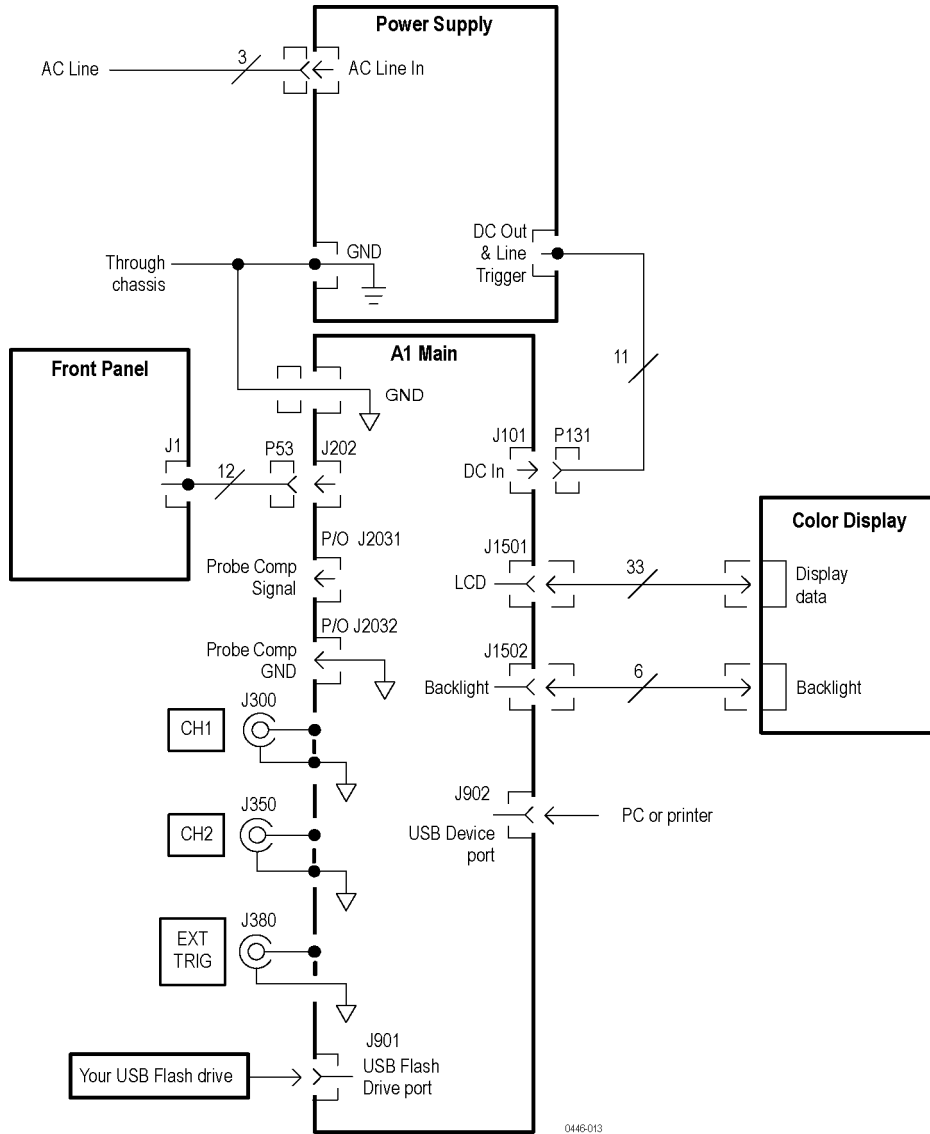 Power Supply
AC Line
3
AC Line In
DC Out
& Line
Trigger
GND
Through
chassis
A1 Main
11
Front Panel
GND
J1
P53
J202
J101
P131
12
DC In
Color Display
P/O J2031
J1501
Probe Comp
Signal
LCD
33
Display
data
P/O J2032
J1502
Probe Comp
GND
Backlight
6
Backlight
J300
CH1
J350
CH2
J902
USB Device
port
PC or printer
J380
EXT
TRIG
J901
USB Flash
Drive port
Your USB Flash drive
0446-013